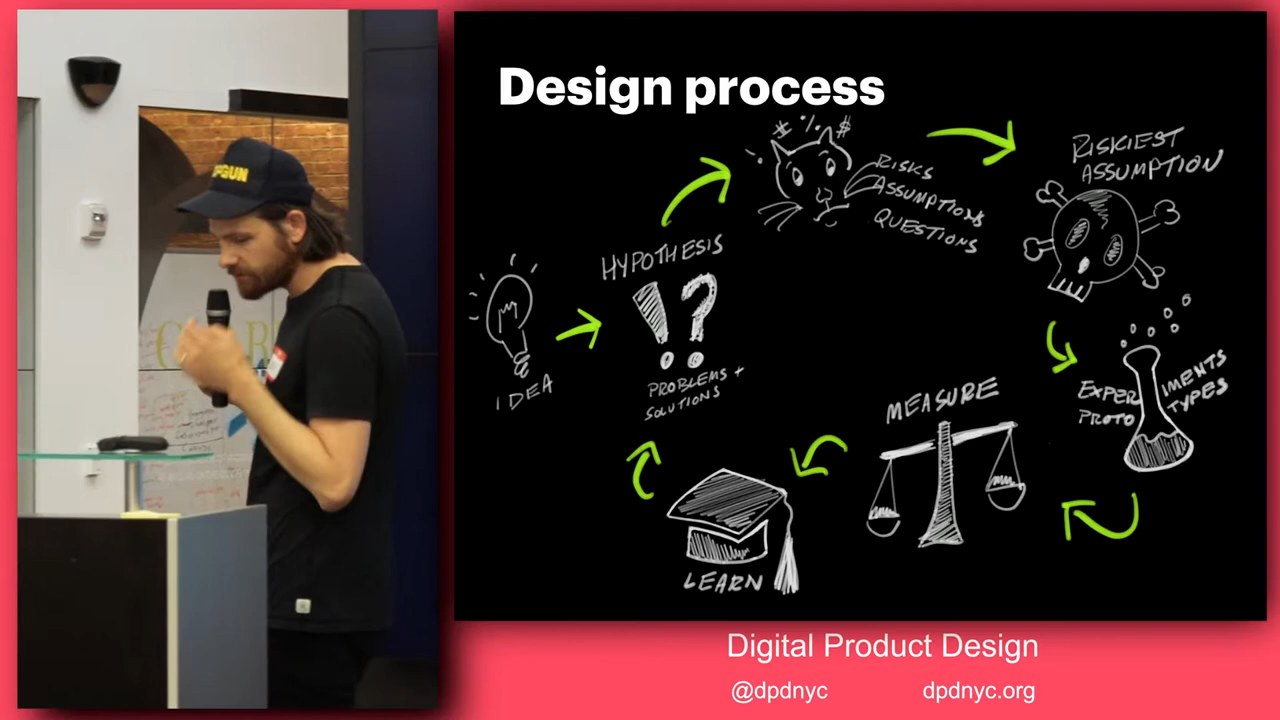 Design process
RISKS
ASSUMPTIONS
QUESTIONS
RISKIEST
ASSUMPTION
HYPOTHESIS
!?
PROBLEMS +
SOLUTIONS
IDEA
EXPER IMENTS
PROTO TYPES
MEASURE
LEARN
Digital Product Design
@dpdnyc dpdnyc.org